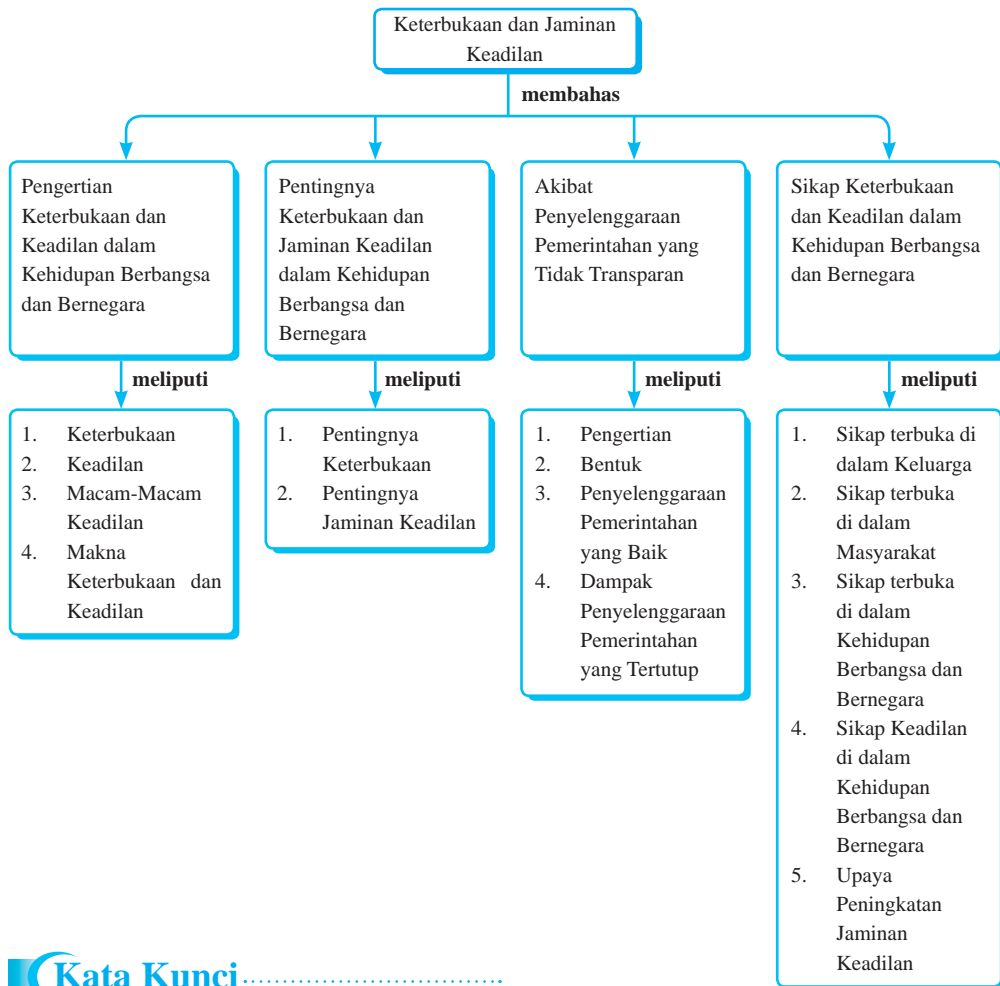 Keterbukaan dan Jaminan
Keadilan
membahas
Pengertian
Keterbukaan dan
Keadilan dalam
Kehidupan Berbangsa
dan Bernegara
Pentingnya
Keterbukaan dan
Jaminan Keadilan
dalam Kehidupan
Berbangsa dan
Bernegara
Akibat
Penyelenggaraan
Pemerintahan yang
Tidak Transparan
Sikap Keterbukaan
dan Keadilan dalam
Kehidupan Berbangsa
dan Bernegara
meliputi
meliputi
meliputi
meliputi
1. Keterbukaan
2. Keadilan
3. Macam-Macam
Keadilan
4. Makna
Keterbukaan dan
Keadilan
1. Pentingnya
Keterbukaan
2. Pentingnya
Jaminan Keadilan
1. Pengertian
2. Bentuk
3. Penyelenggaraan
Pemerintahan
yang Baik
4. Dampak
Penyelenggaraan
Pemerintahan
yang Tertutup
1. Sikap terbuka di
dalam Keluarga
2. Sikap terbuka
di dalam
Masyarakat
3. Sikap terbuka
di dalam
Kehidupan
Berbangsa dan
Bernegara
4. Sikap Keadilan
di dalam
Kehidupan
Berbangsa dan
Bernegara
5. Upaya
Peningkatan
Jaminan
Keadilan
Kata Kunci